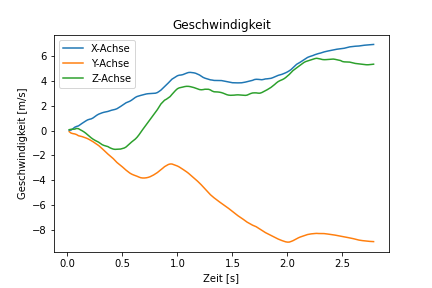 Geschwindigkeit
X-Achse
Y-Achse
Z-Achse
Geschwindigkeit [m/s]
6
4
2
0
−2
−4
−6
−8
0.0 0.5 1.0 1.5 2.0 2.5
Zeit [s]